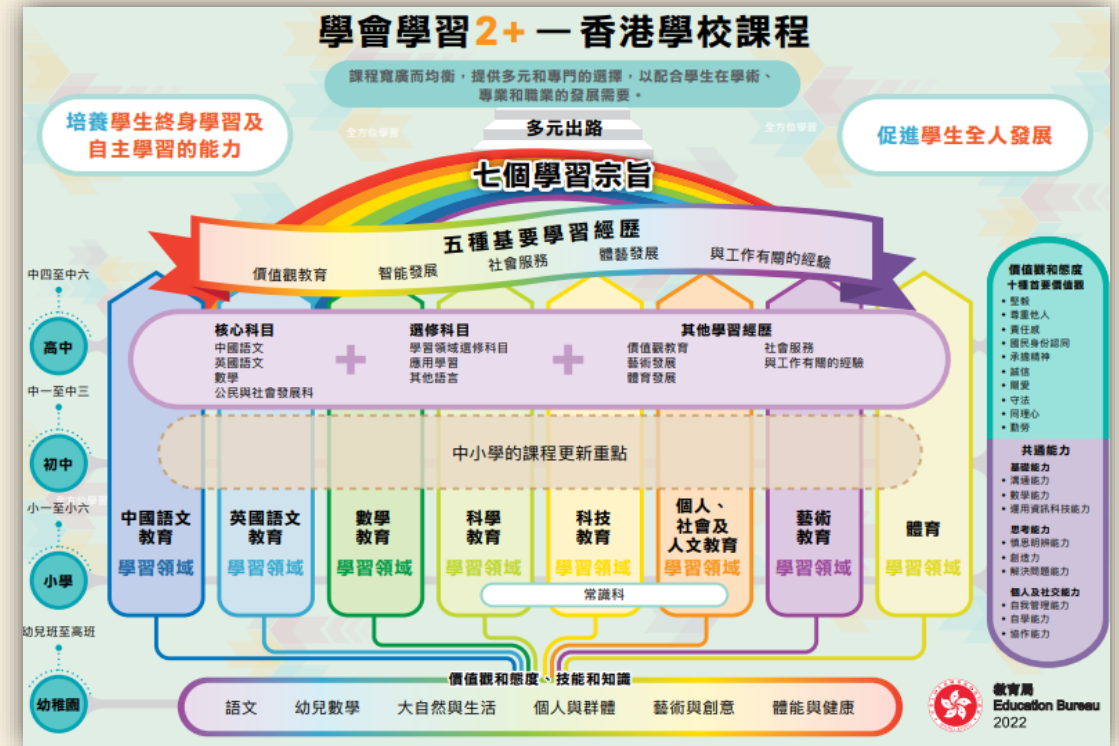 學會學習2+ — 香港學校課程
課程寬廣而均衡，提供多元和專門的選擇，以配合學生在學術、
專業和職業的發展需要。
培養學生終身學習及
自主學習的能力
全方位學習
多元出路
全方位學習
促進學生全人發展
七個學習宗旨
五種基要學習經歷
價值觀教育
智能發展
社會服務
體藝發展
與工作有關的經驗
中四至中六
高中
中一至中三
初中
小一至小六
小學
幼兒班至高班
幼稚園
核心科目
中國語文
英國語文
數學
公民與社會發展科
+
選修科目
學習領域選修科目
應用學習
其他語言
+
其他學習經歷
價值觀教育
藝術發展
體育發展
社會服務
與工作有關的經驗
中小學的課程更新重點
全方位學習
中國語文
教育
學習領域
英國語文
教育
學習領域
數學
教育
學習領域
科學
教育
學習領域
科技
教育
學習領域
個人、
社會及
人文教育
學習領域
藝術
教育
學習領域
體育
學習領域
常識科
價值觀和態度、技能和知識
語文
幼兒數學
大自然與生活
個人與群體
藝術與創意
體能與健康
價值觀和態度
十種首要價值觀
• 堅毅
• 尊重他人
• 責任感
• 國民身份認同
• 承擔精神
• 誠信
• 關愛
• 守法
• 同理心
• 勤勞
共通能力
基礎能力
• 溝通能力
• 數學能力
• 運用資訊科技能力
思考能力
• 慎思明辨能力
• 創造力
• 解決問題能力
個人及社交能力
• 自我管理能力
• 自學能力
• 協作能力
教育局
Education Bureau
2022